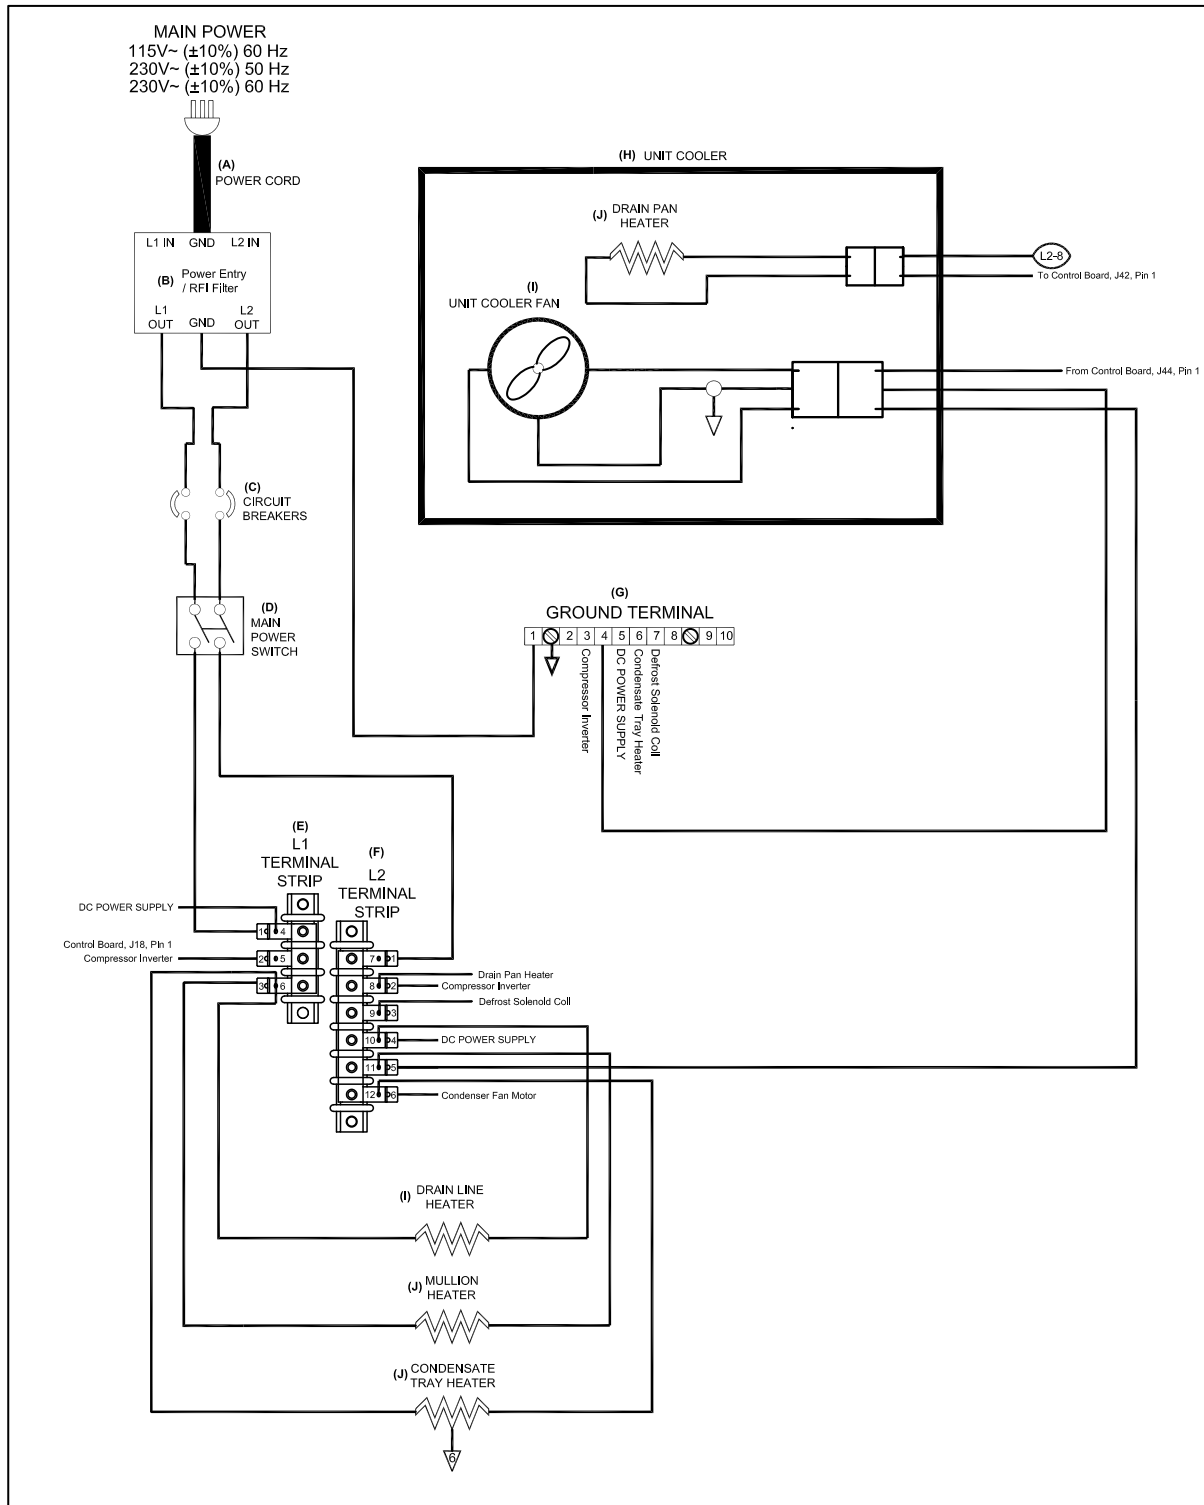 MAIN POWER
115V~ (±10%) 60 Hz
230V~ (±10%) 50 Hz
230V~ (±10%) 60 Hz
(A)
POWER CORD
L1 IN GND L2 IN
(B) Power Entry
/ RFI Filter
L1
OUT
GND
L2
OUT
(C)
CIRCUIT
BREAKERS
(D)
MAIN
POWER
SWITCH
(H) UNIT COOLER
(J) DRAIN PAN
HEATER
L2-8
To Control Board, J42, Pin 1
(I)
UNIT COOLER FAN
From Control Board, J44, Pin 1
(G)
GROUND TERMINAL
1 2 3 4 5 6 7 8 9 10
Compressor Inverter
DC POWER SUPPLY
Condensate Tray Heater
Defrost Solenoid Coil
(E)
L1
TERMINAL
STRIP
(F)
L2
TERMINAL
STRIP
DC POWER SUPPLY
1 4
Control Board, J18, Pin 1
Compressor Inverter
2 5
3 6
7 1
Drain Pan Heater
8 2 Compressor Inverter
Defrost Solenoid Coil
9 3
10 4 DC POWER SUPPLY
11 5
12 6 Condenser Fan Motor
(I) DRAIN LINE
HEATER
(J) MULLION
HEATER
(J) CONDENSATE
TRAY HEATER
6